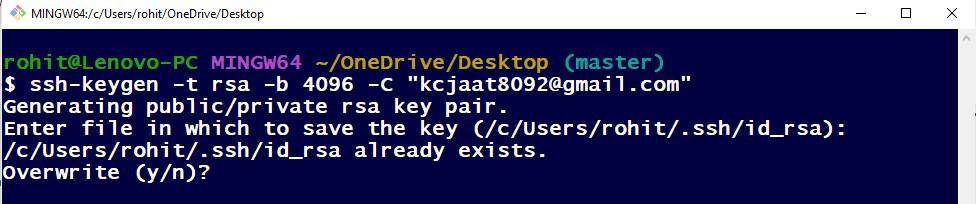 MINGW64:/c/Users/rohit/OneDrive/Desktop
rohit@Lenovo-PC MINGW64 ~/OneDrive/Desktop (master)
$ ssh-keygen -t rsa -b 4096 -C "kcjaat8092@gmail.com"
Generating public/private rsa key pair.
Enter file in which to save the key (/c/Users/rohit/.ssh/id_rsa):
/c/Users/rohit/.ssh/id_rsa already exists.
Overwrite (y/n)?